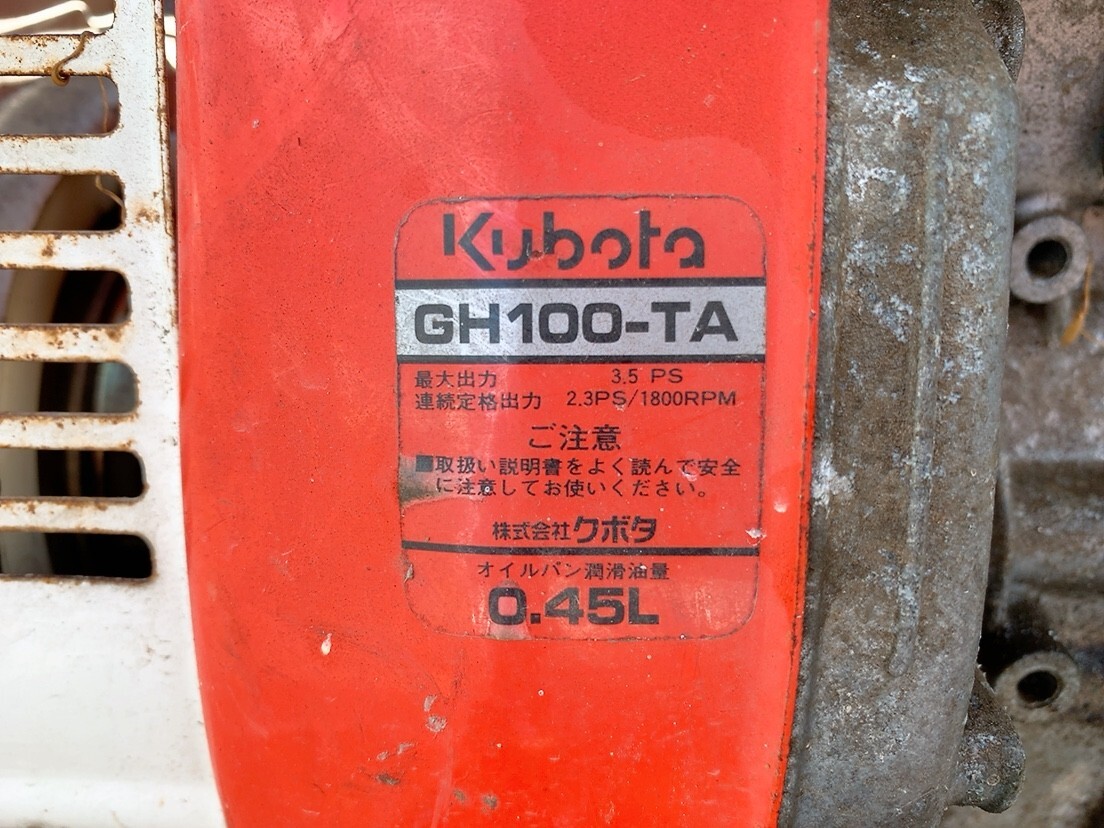 Kubota
GH100-TA
最大出力 3.5 PS
連続定格出力 2.3PS/1800RPM
ご注意
■取扱い説明書をよく読んで安全
に注意してお使いください。
株式会社クボタ
オイルパン潤滑油量
0.45L